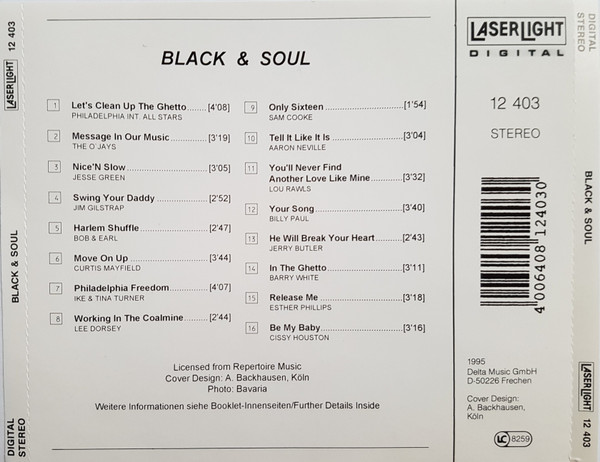 BLACK & SOUL
1 Let's Clean Up The Ghetto........[4'08]
PHILADELPHIA INT. ALL STARS
2 Message In Our Music............[3'19]
THE O'JAYS
3 Nice'N Slow...........................[3'05]
JESSE GREEN
4 Swing Your Daddy .................[2'52]
JIM GILSTRAP
5 Harlem Shuffle......................[2'47]
BOB & EARL
6 Move On Up .........................[3'44]
CURTIS MAYFIELD
7 Philadelphia Freedom............[4'07]
IKE & TINA TURNER
8 Working In The Coalmine........[2'44]
LEE DORSEY
9 Only Sixteen .........................[1'54]
SAM COOKE
10 Tell It Like It Is .......................[3'04]
AARON NEVILLE
11 You'll Never Find
Another Love Like Mine..........[3'32]
LOU RAWLS
12 Your Song............................[3'40]
BILLY PAUL
13 He Will Break Your Heart........[2'43]
JERRY BUTLER
14 In The Ghetto.......................[3'11]
BARRY WHITE
15 Release Me .........................[3'18]
ESTHER PHILLIPS
16 Be My Baby..........................[3'16]
CISSY HOUSTON
Licensed from Repertoire Music
Cover Design: A. Backhausen, Köln
Photo: Bavaria
Weitere Informationen siehe Booklet-Innenseiten/Further Details Inside
LASERLIGHT
DIGITAL
12 403
STEREO
4 006408 124030
1995
Delta Music GmbH
D-50226 Frechen
Cover Design:
A. Backhausen,
Köln
LC 8259
DIGITAL
STEREO
BLACK & SOUL
LASERLIGHT
12 403
DIGITAL
STEREO
BLACK & SOUL
LASERLIGHT
12 403